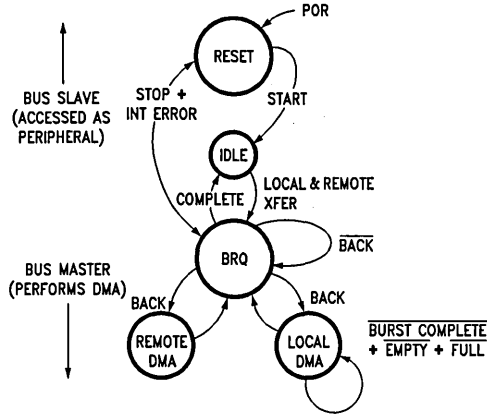 POR
RESET
BUS SLAVE
(ACCESSED AS
PERIPHERAL)
STOP +
INT ERROR
START
IDLE
COMPLETE
LOCAL & REMOTE
XFER
BRQ
BACK
BUS MASTER
(PERFORMS DMA)
BACK
BACK
REMOTE
DMA
LOCAL
DMA
BURST COMPLETE
+ EMPTY + FULL